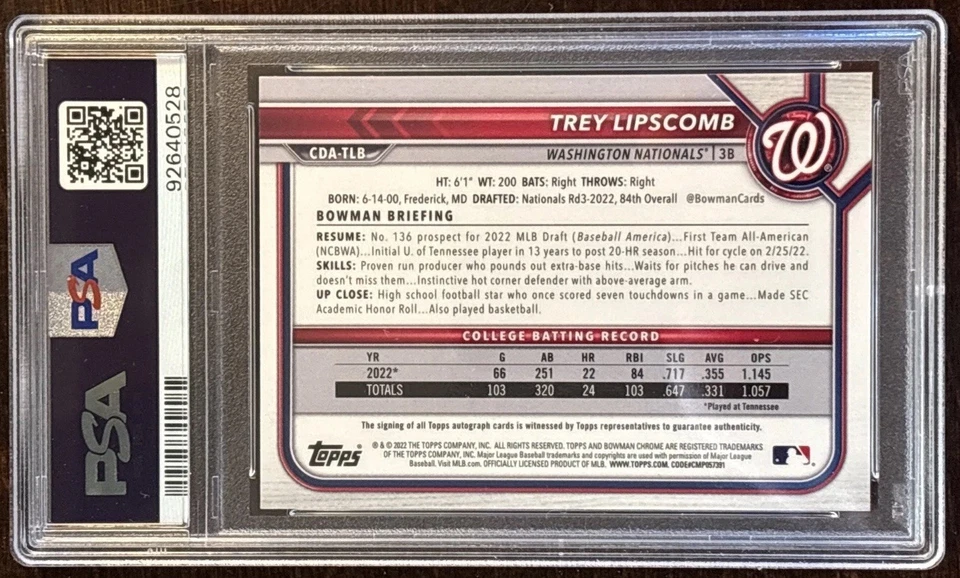 92640528
PSA
PSA
TREY LIPSCOMB
CDA-TLB
WASHINGTON NATIONALS® | 3B
W
HT: 6'1" WT: 200 BATS: Right THROWS: Right
BORN: 6-14-00, Frederick, MD DRAFTED: Nationals Rd3-2022, 84th Overall @BowmanCards
BOWMAN BRIEFING
RESUME: No. 136 prospect for 2022 MLB Draft (Baseball America)...First Team All-American
(NCBWA)...Initial U. of Tennessee player in 13 years to post 20-HR season...Hit for cycle on 2/25/22.
SKILLS: Proven run producer who pounds out extra-base hits...Waits for pitches he can drive and
doesn't miss them...Instinctive hot corner defender with above-average arm.
UP CLOSE: High school football star who once scored seven touchdowns in a game...Made SEC
Academic Honor Roll...Also played basketball.
COLLEGE BATTING RECORD
YR G AB HR RBI SLG AVG OPS
2022* 66 251 22 84 .717 .355 1.145
TOTALS 103 320 24 103 .647 .331 1.057
*Played at Tennessee
The signing of all Topps autograph cards is witnessed by Topps representatives to guarantee authenticity.
Topps
® & © 2022 THE TOPPS COMPANY, INC. ALL RIGHTS RESERVED. TOPPS AND BOWMAN CHROME ARE REGISTERED TRADEMARKS
OF THE TOPPS COMPANY, INC. Major League Baseball trademarks and copyrights are used with permission of Major League
Baseball. Visit MLB.com. OFFICIALLY LICENSED PRODUCT OF MLB. WWW.TOPPS.COM. CODE#CMP057391